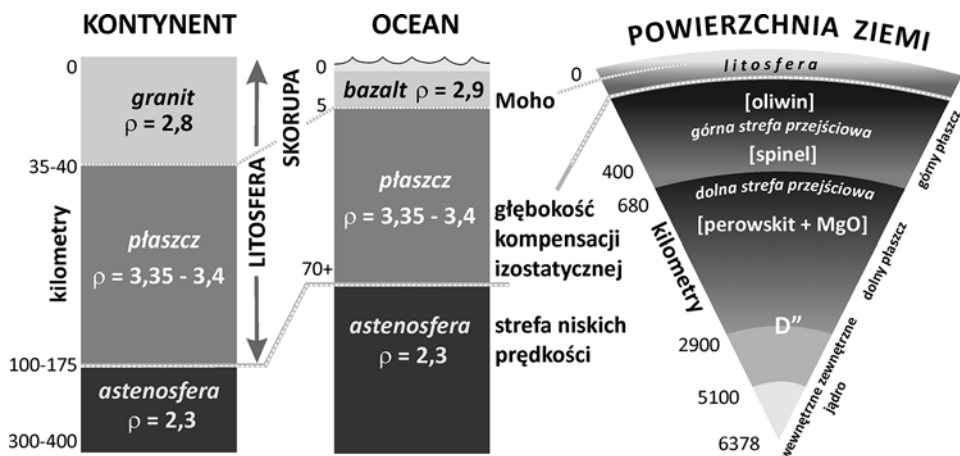 KONTYNENT
0
granit
ρ = 2,8
35-40
płaszcz
ρ = 3,35 - 3,4
kilometry
100-175
astenosfera
ρ = 2,3
300-400
LITOSFERA
OCEAN
SKORUPA
0
bazalt ρ = 2,9
5
płaszcz
ρ = 3,35 - 3,4
70+
astenosfera
ρ = 2,3
Moho
głębokość
kompensacji
izostatycznej
strefa niskich
prędkości
POWIERZCHNIA ZIEMI
0
litosfera
[oliwin]
górna strefa przejściowa
[spinel]
400
dolna strefa przejściowa
680
[perowskit + MgO]
kilometry
D”
2900
5100
6378
górny płaszcz
dolny płaszcz
wewnętrzne zewnętrzne
jądro